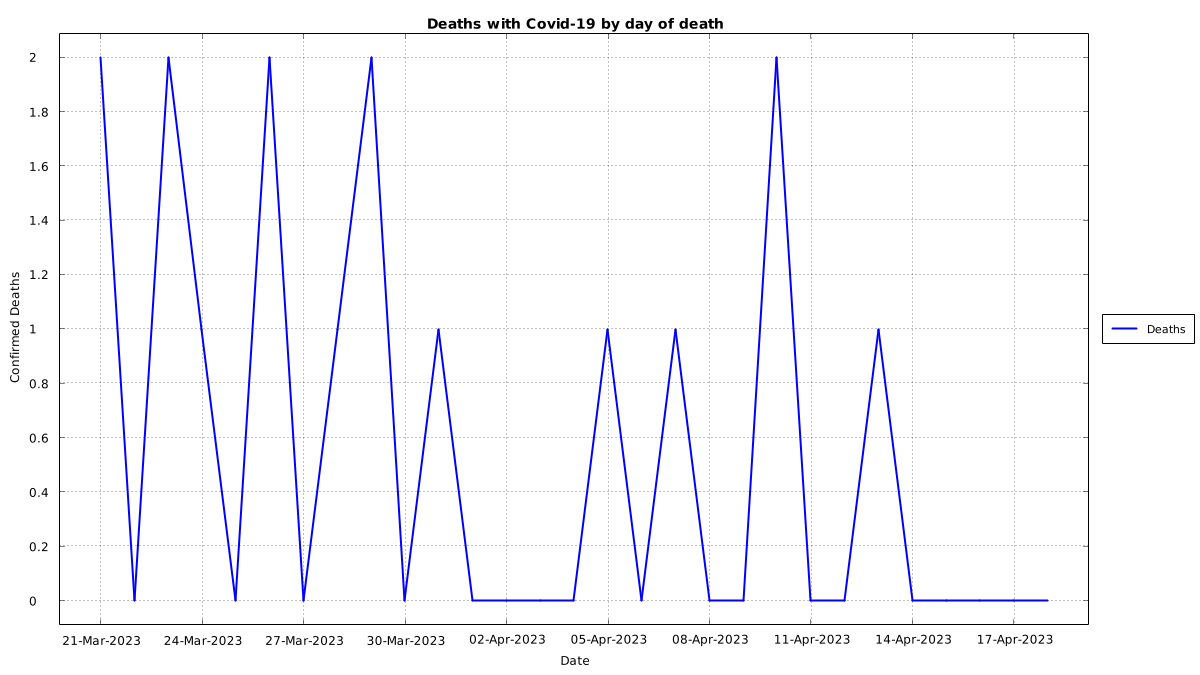 Deaths with Covid-19 by day of death
2
1.8
1.6
1.4
1.2
1
0.8
0.6
0.4
0.2
0
Confirmed Deaths
21-Mar-2023 24-Mar-2023 27-Mar-2023 30-Mar-2023 02-Apr-2023 05-Apr-2023 08-Apr-2023 11-Apr-2023 14-Apr-2023 17-Apr-2023
Date
Deaths